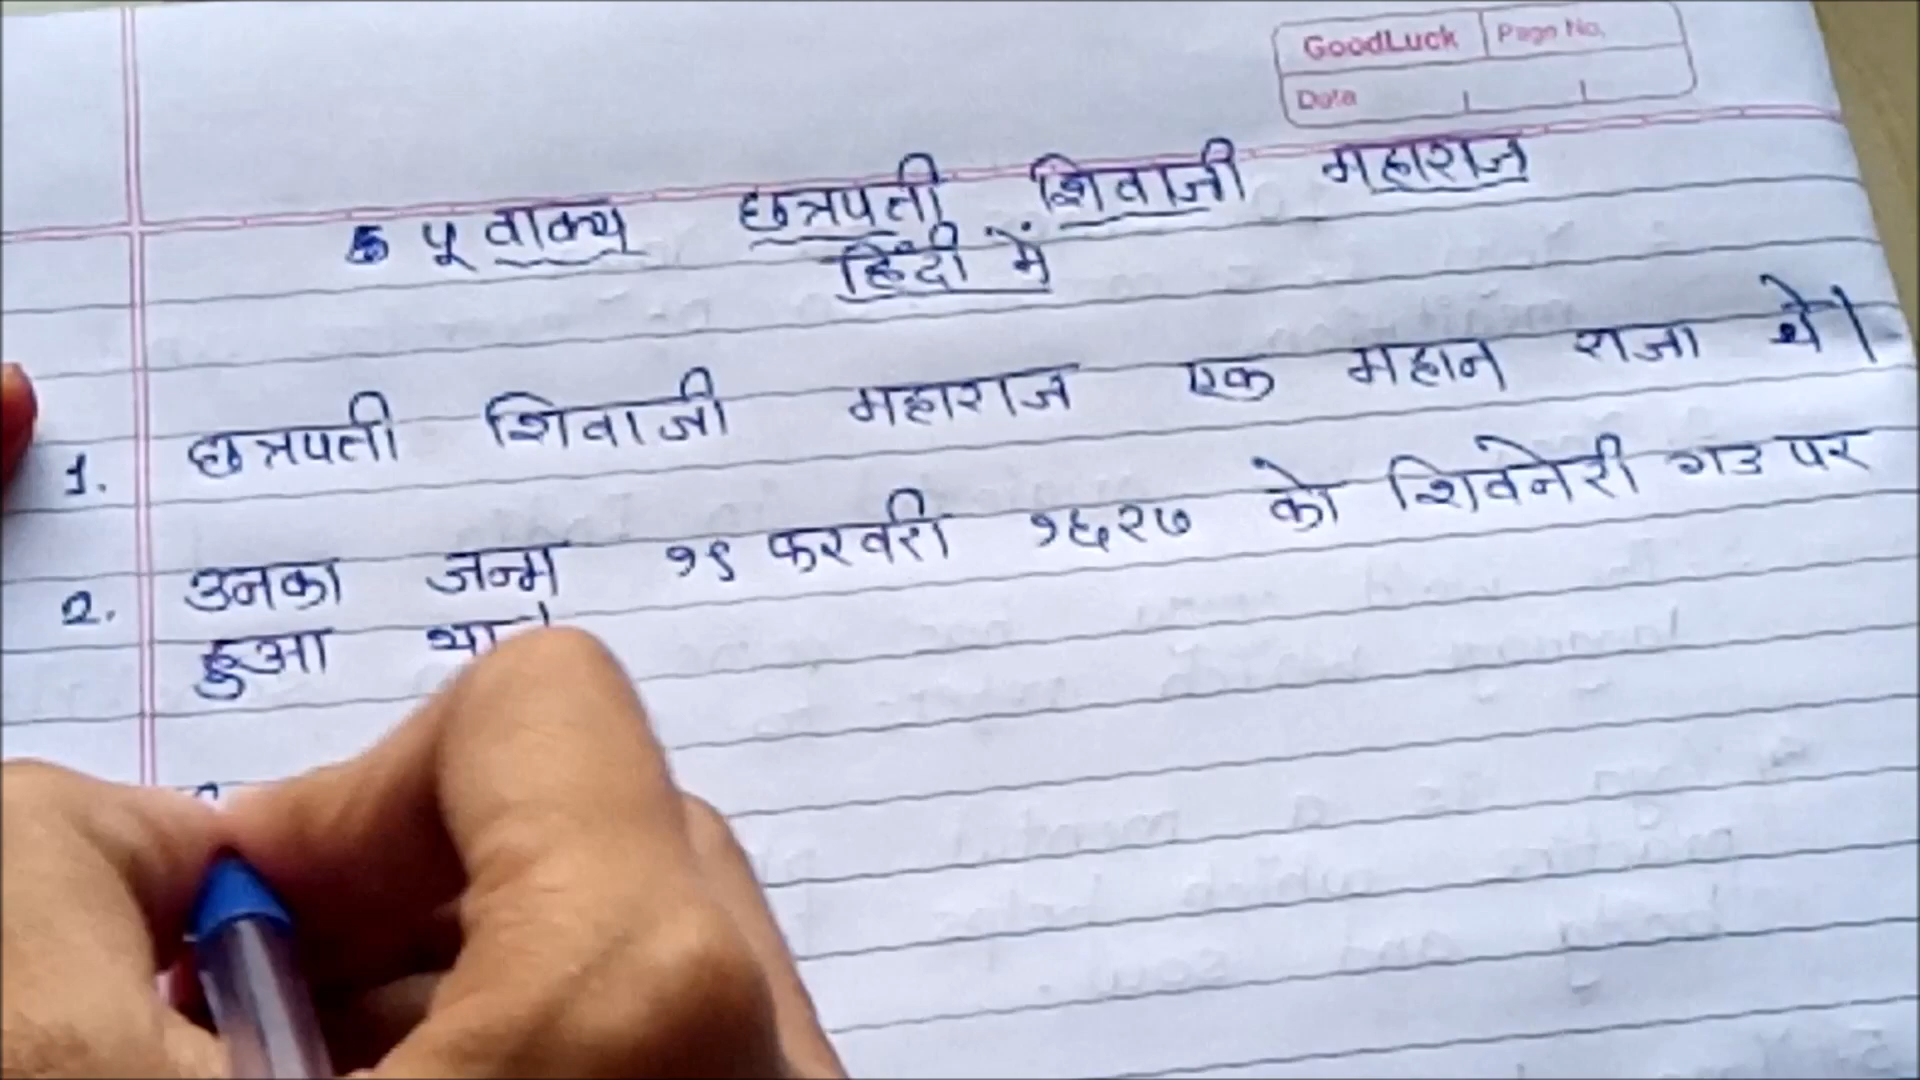 GoodLuck Page No.
Date
५ वाक्य छत्रपती शिवाजी महाराज
हिंदी में
1. छत्रपती शिवाजी महाराज एक महान राजा थे।
2. उनका जन्म १९ फरवरी १६२७ को शिवनेरी गड पर
हुआ था।